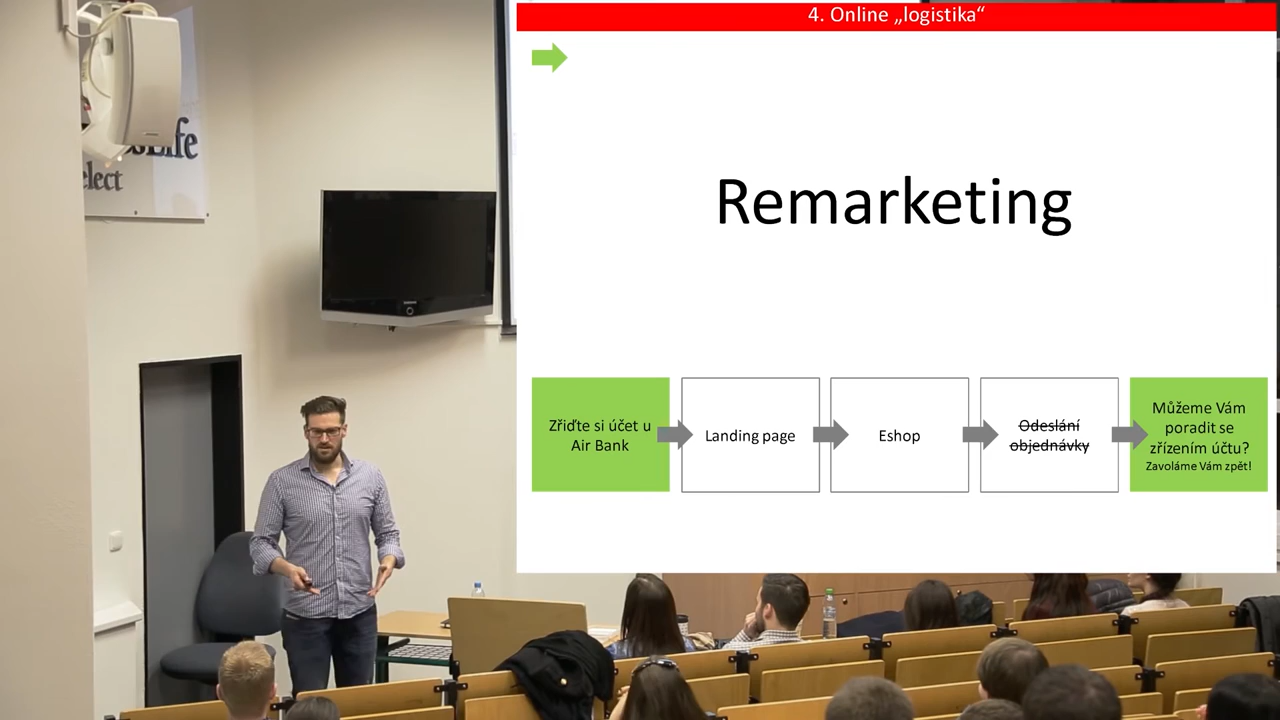 4. Online „logistika“
Remarketing
Zřiďte si účet u
Air Bank
Landing page
Eshop
Odeslání
objednávky
Můžeme Vám
poradit se
zřízením účtu?
Zavoláme Vám zpět!